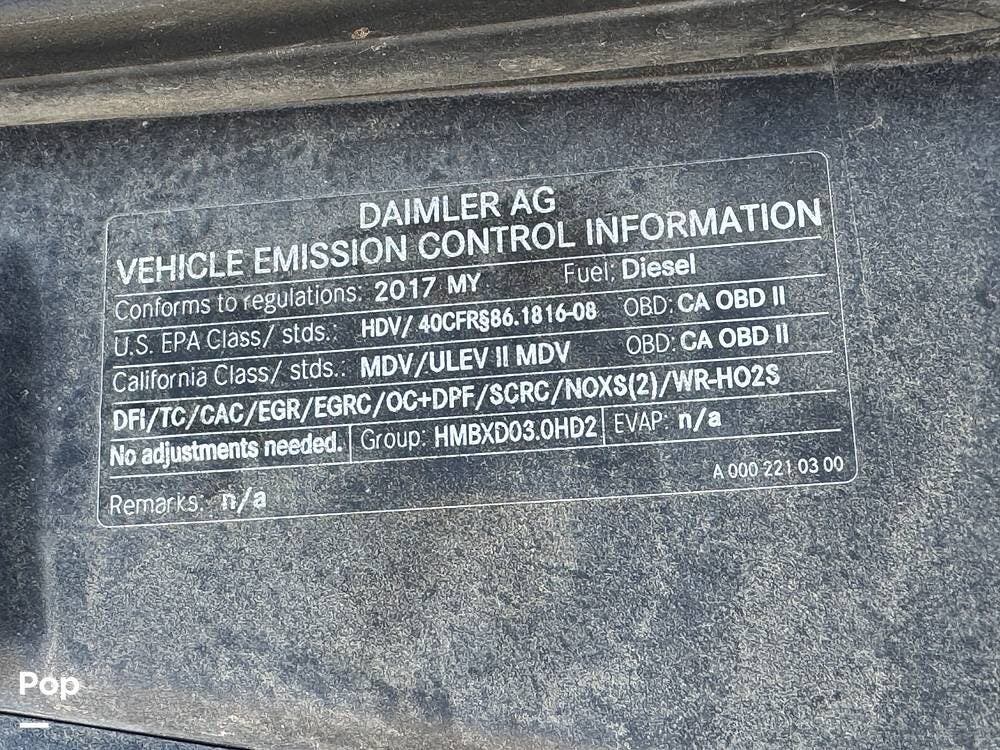 DAIMLER AG
VEHICLE EMISSION CONTROL INFORMATION
Conforms to regulations: 2017 MY Fuel: Diesel
U.S. EPA Class/ stds.: HDV/ 40CFR§86.1816-08 OBD: CA OBD II
California Class/ stds.: MDV/ULEV II MDV OBD: CA OBD II
DFI/TC/CAC/EGR/EGRC/OC+DPF/SCRC/NOXS(2)/WR-HO2S
No adjustments needed. Group: HMBXD03.0HD2 EVAP: n/a
A 000 221 03 00
Remarks: n/a
Pop